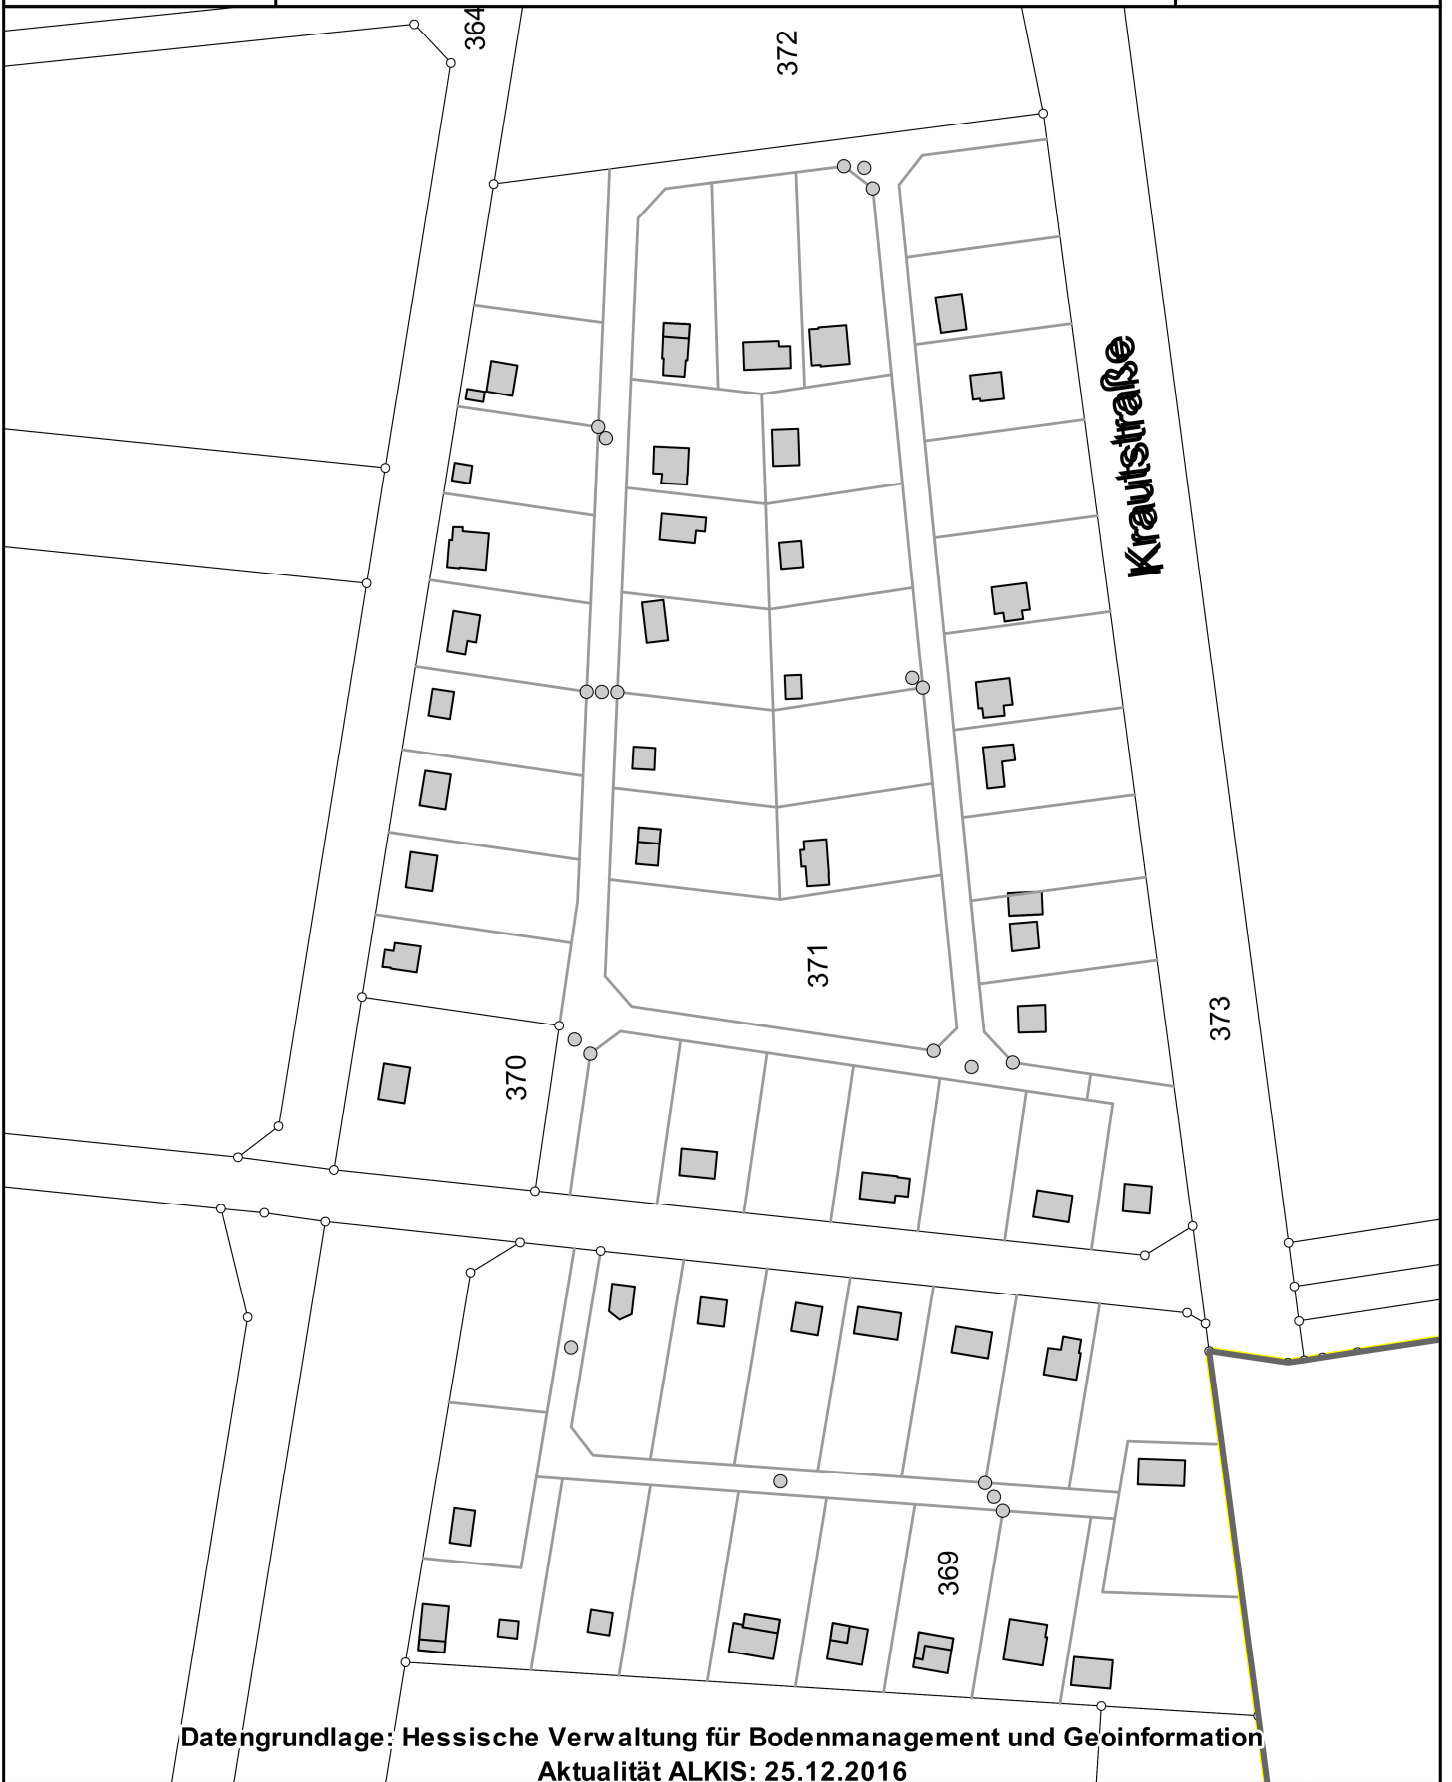 364
372
Krautstraße
371
373
370
369
Datengrundlage: Hessische Verwaltung für Bodenmanagement und Geoinformation
Aktualität ALKIS: 25.12.2016